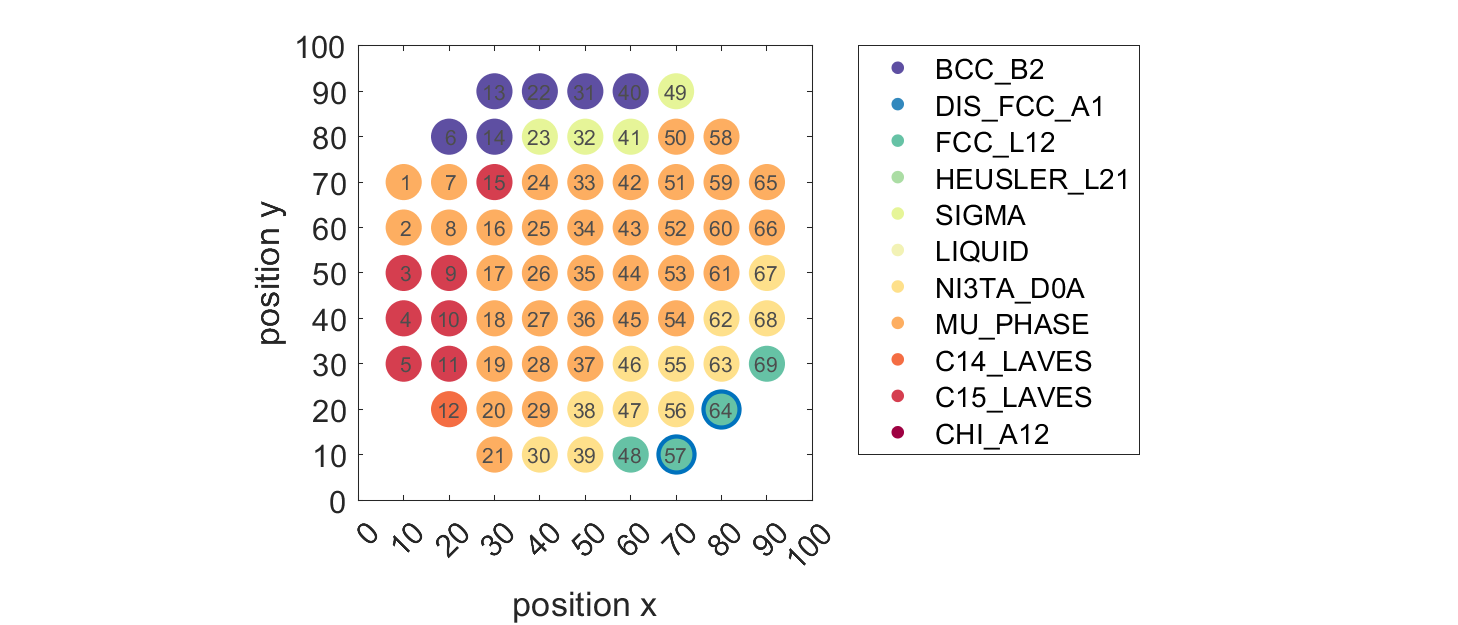 100
90
80
70
60
50
40
30
20
10
0
position y
13 22 31 40 49
6 14 23 32 41 50 58
1 7 15 24 33 42 51 59 65
2 8 16 25 34 43 52 60 66
3 9 17 26 35 44 53 61 67
4 10 18 27 36 45 54 62 68
5 11 19 28 37 46 55 63 69
12 20 29 38 47 56 64
21 30 39 48 57
0 10 20 30 40 50 60 70 80 90 100
position x
BCC_B2
DIS_FCC_A1
FCC_L12
HEUSLER_L21
SIGMA
LIQUID
NI3TA_D0A
MU_PHASE
C14_LAVES
C15_LAVES
CHI_A12